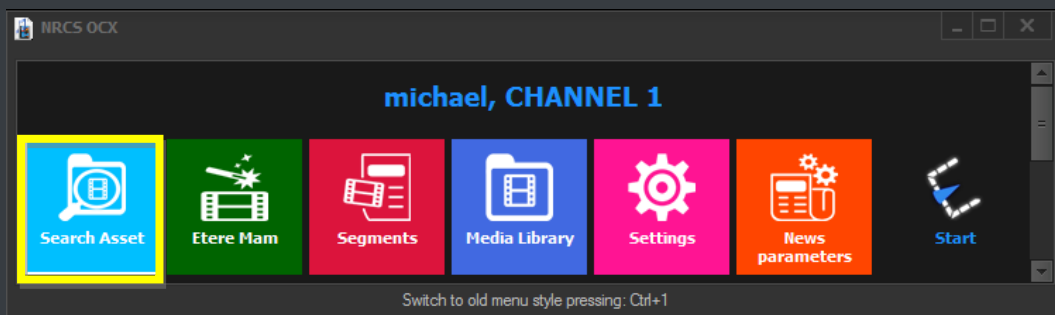 NRCS OCX
michael, CHANNEL 1
Search Asset
Etere Mam
Segments
Media Library
Settings
News
parameters
Start
Switch to old menu style pressing: Ctrl+1